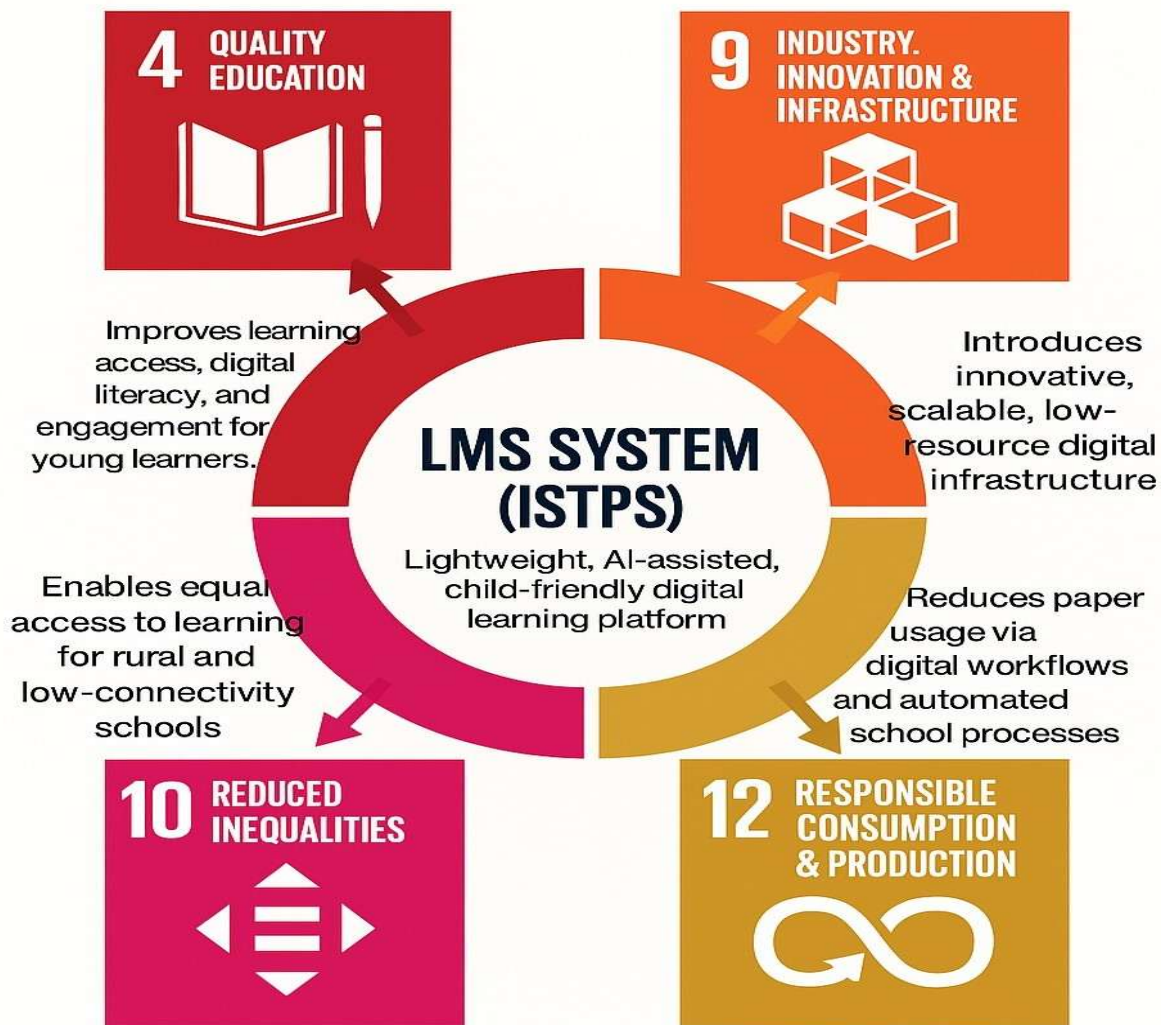 4 QUALITY
EDUCATION
9 INDUSTRY.
INNOVATION &
INFRASTRUCTURE
Improves learning
access, digital
literacy, and
engagement for
young learners.
Introduces
innovative,
scalable, low-
resource digital
infrastructure
LMS SYSTEM
(ISTPS)
Lightweight, AI-assisted,
child-friendly digital
learning platform
Enables equal
access to learning
for rural and
low-connectivity
schools
Reduces paper
usage via
digital workflows
and automated
school processes
10 REDUCED
INEQUALITIES
12 RESPONSIBLE
CONSUMPTION
& PRODUCTION